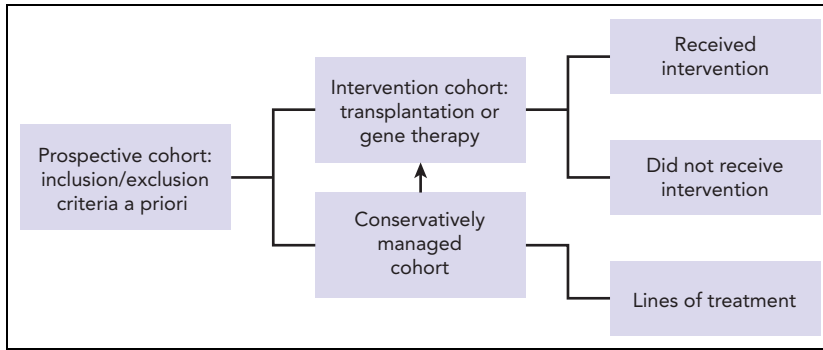 Prospective cohort:
inclusion/exclusion
criteria a priori
Intervention cohort:
transplantation or
gene therapy
Conservatively
managed
cohort
Received
intervention
Did not receive
intervention
Lines of treatment